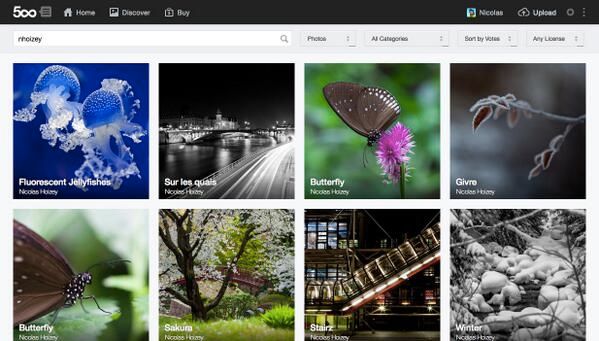 500
Home
Discover
Buy
Nicolas
Upload
nhoizey
Photos
All Categories
Sort by Votes
Any License
Fluorescent Jellyfishes
Nicolas Hoizey
Sur les quais
Nicolas Hoizey
Butterfly
Nicolas Hoizey
Givre
Nicolas Hoizey
Butterfly
Nicolas Hoizey
Sakura
Nicolas Hoizey
Stairz
Nicolas Hoizey
Winter
Nicolas Hoizey